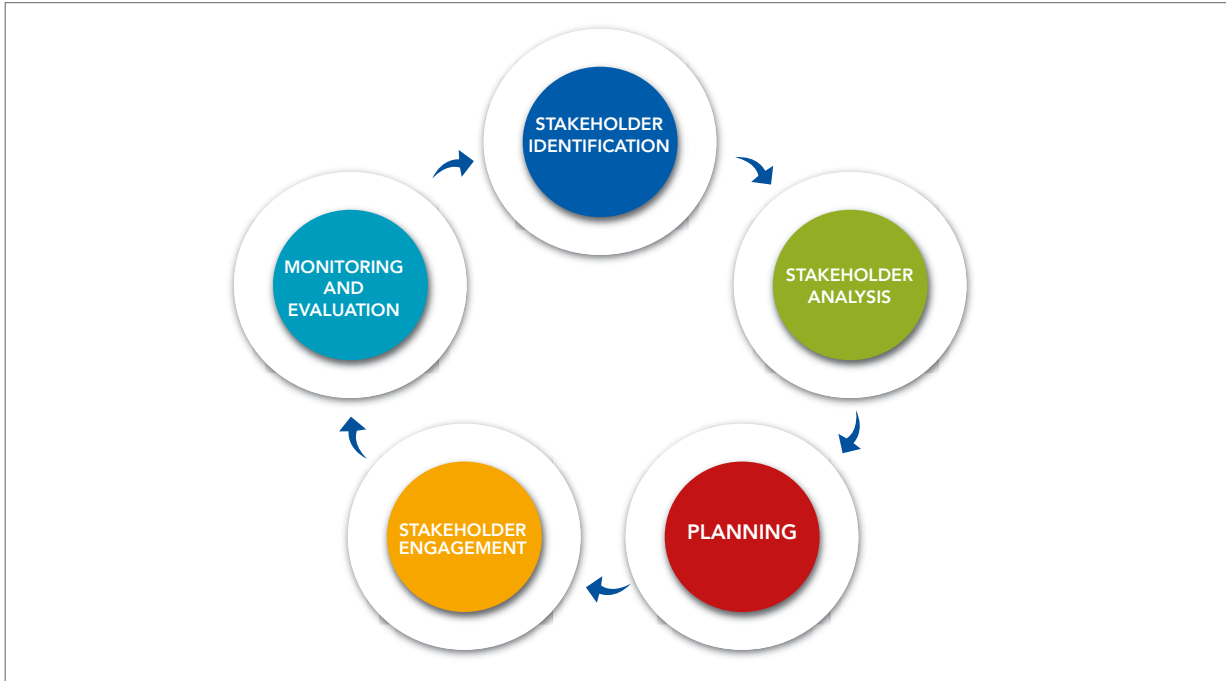 STAKEHOLDER
IDENTIFICATION
STAKEHOLDER
ANALYSIS
PLANNING
STAKEHOLDER
ENGAGEMENT
MONITORING
AND
EVALUATION